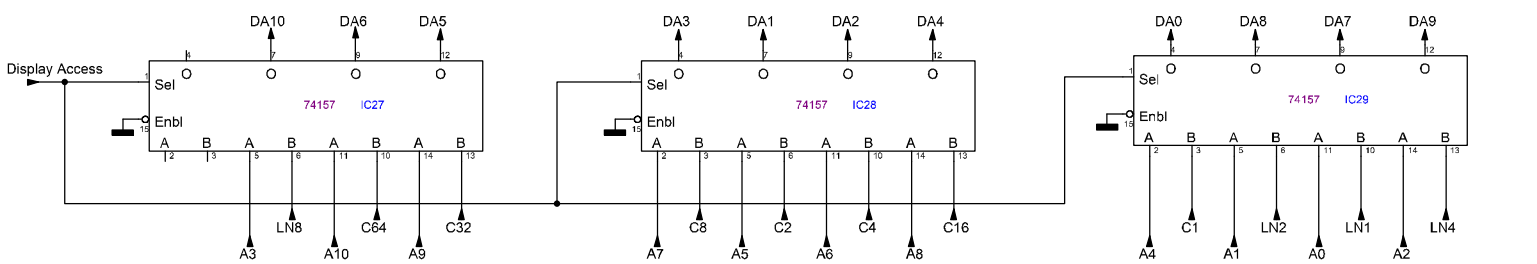 DA10 DA6 DA5 DA3 DA1 DA2 DA4 DA0 DA8 DA7 DA9
4 7 9 12 4 7 9 12 4 7 9 12
O O O O O O O O O O O O
Display Access 1 Sel 1 Sel 1 Sel
74157 IC27 74157 IC28 74157 IC29
15 Enbl 15 Enbl 15 Enbl
A B A B A B A B A B A B A B A B A B A B A B A B
2 3 5 6 11 10 14 13 2 3 5 6 11 10 14 13 2 3 5 6 11 10 14 13
LN8 C64 C32 C8 C2 C4 C16 C1 LN2 LN1 LN4
A3 A10 A9 A7 A5 A6 A8 A4 A1 A0 A2